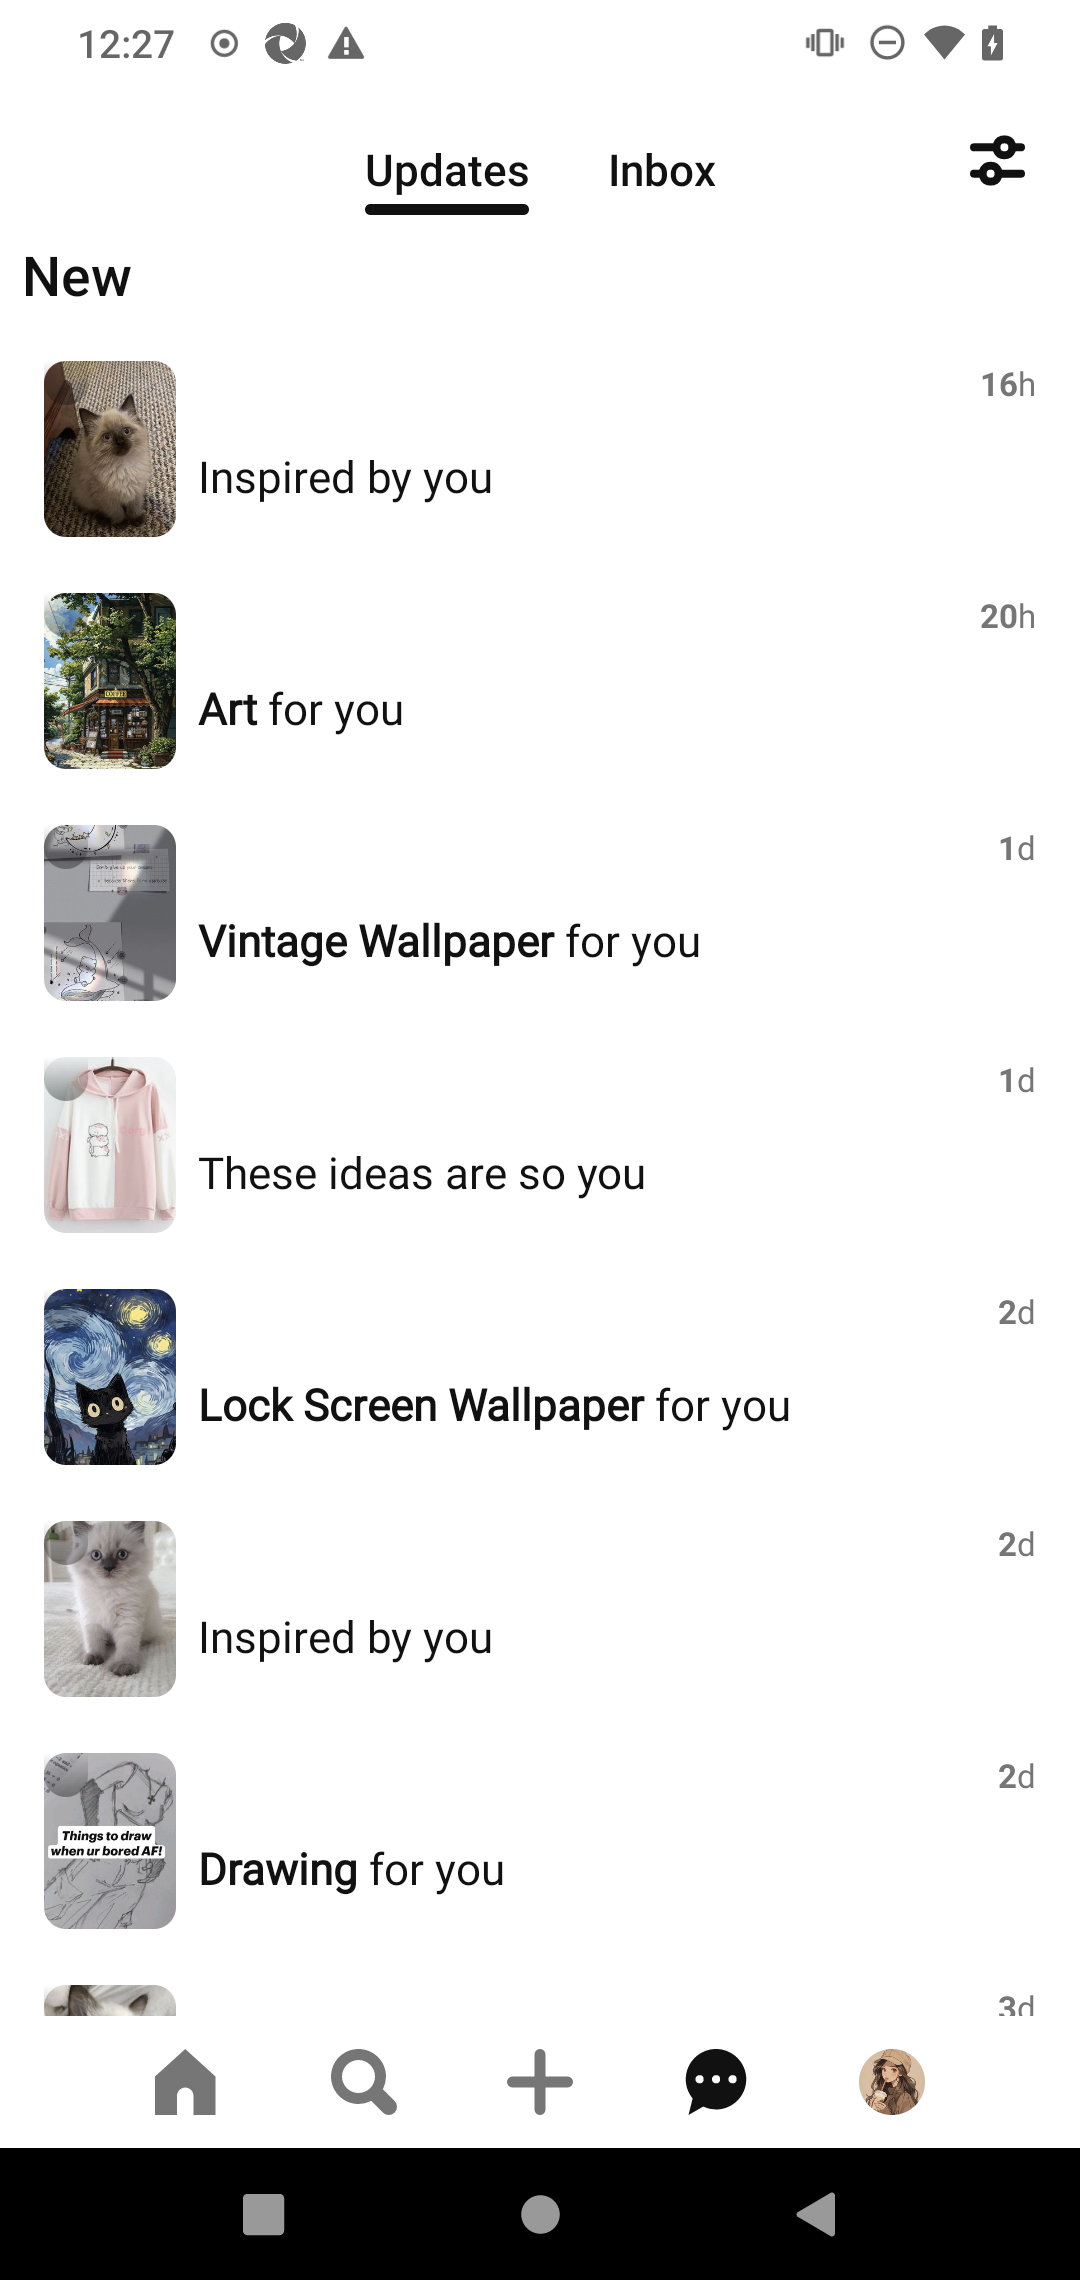 12:27
Updates Inbox
New
16h
Inspired by you
20h
Art for you
1d
Vintage Wallpaper for you
1d
These ideas are so you
2d
Lock Screen Wallpaper for you
2d
Inspired by you
2d
Things to draw
when ur bored AF!
Drawing for you
3d